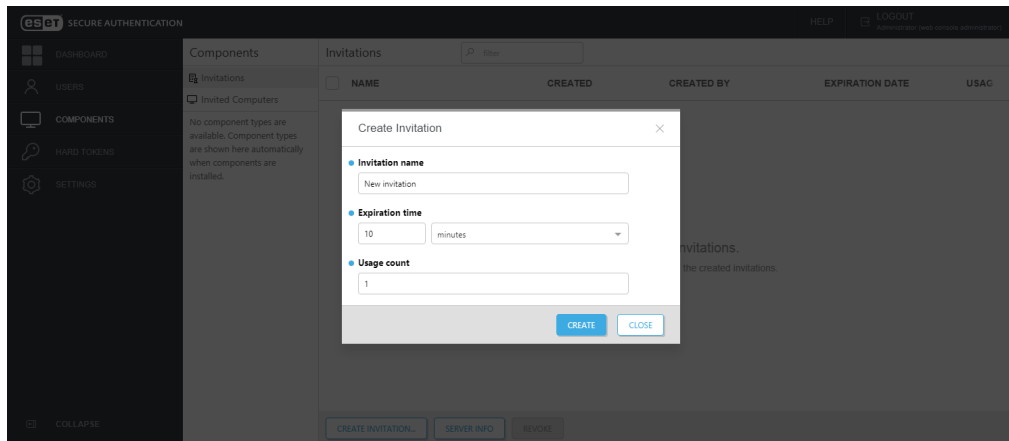 eset SECURE AUTHENTICATION
HELP
LOGOUT
Administrator (web console administrator)
DASHBOARD
USERS
COMPONENTS
HARD TOKENS
SETTINGS
COLLAPSE
Components
Invitations
Invited Computers
No component types are
available. Component types
are shown here automatically
when components are
installed.
Invitations
filter
NAME CREATED CREATED BY EXPIRATION DATE USAG
Create Invitation
Invitation name
New invitation
Expiration time
10 minutes
Usage count
1
CREATE CLOSE
nvitations.
the created invitations.
CREATE INVITATION... SERVER INFO REVOKE